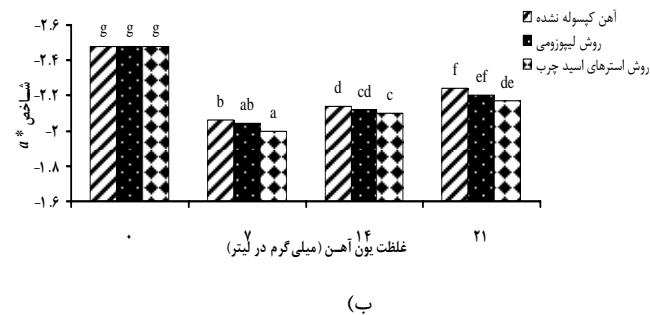 آهن کپسوله نشده
روش لیپوزومی
روش استرهای اسید چرب
شاخص * a
-۲.۶
-۲.۴
-۲.۲
-۲
-۱.۸
-۱.۶
g g g
b ab a
d cd c
f ef de
۰ ۷ ۱۴ ۲۱
غلظت یون آهن (میلی گرم در لیتر)
ب)